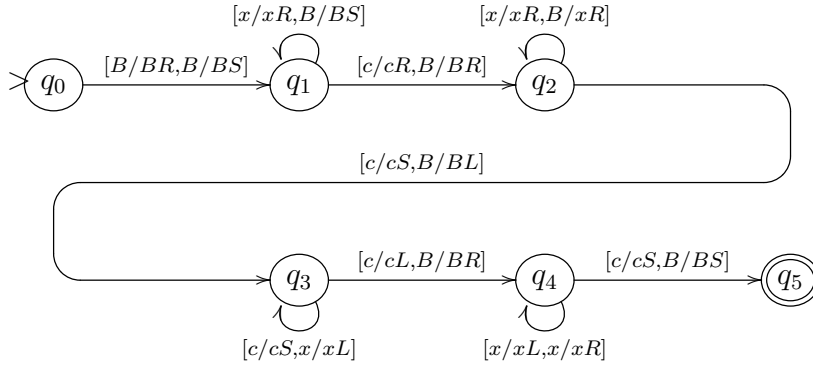 [x/xR,B/BS] [x/xR,B/xR]
> q0 [B/BR,B/BS] q1 [c/cR,B/BR] q2
[c/cS,B/BL]
q3 [c/cL,B/BR] q4 [c/cS,B/BS] q5
[c/cS,x/xL] [x/xL,x/xR]